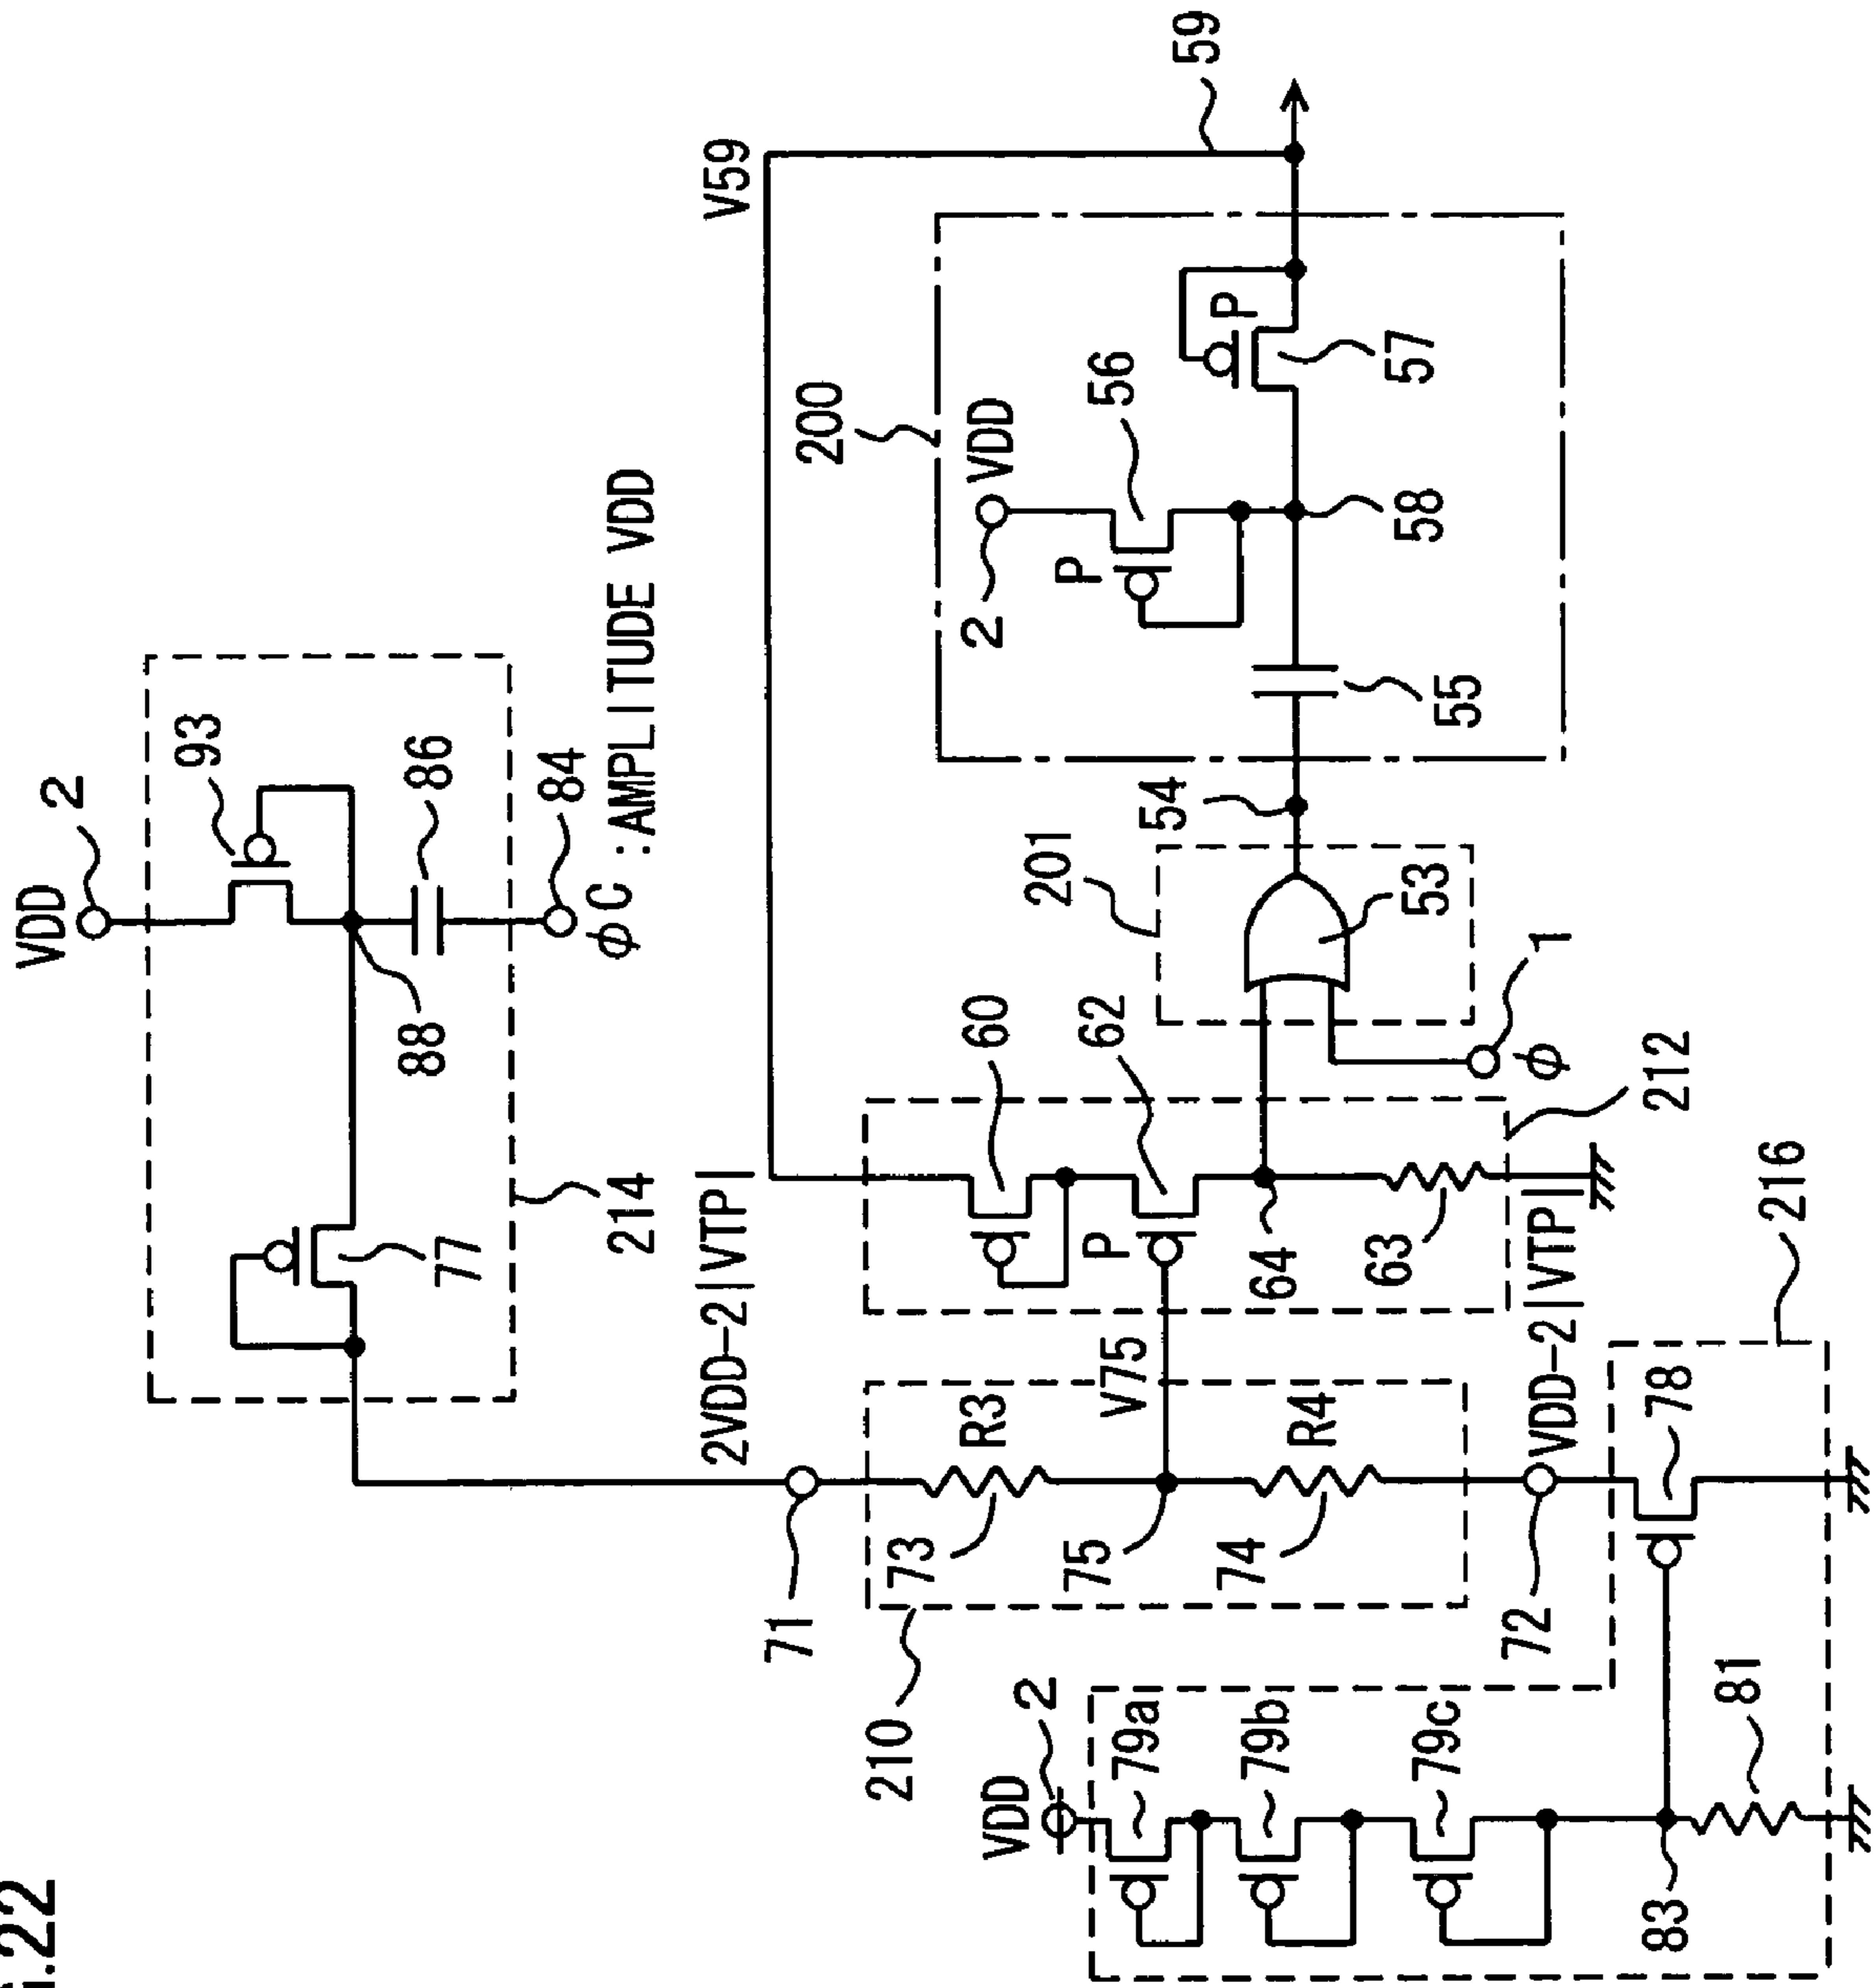 VDD
2
93
86
88
84
φC :AMPLITUDE VDD
77
214
2VDD-2|VTP|
V59
59
200
VDD
2
P
56
P
57
58
55
54
201
53
1
φ
60
62
P
64
63
212
71
210
R3
73
V75
75
R4
74
72
VDD-2|VTP|
216
78
VDD
2
79a
79b
79c
83
81
.22